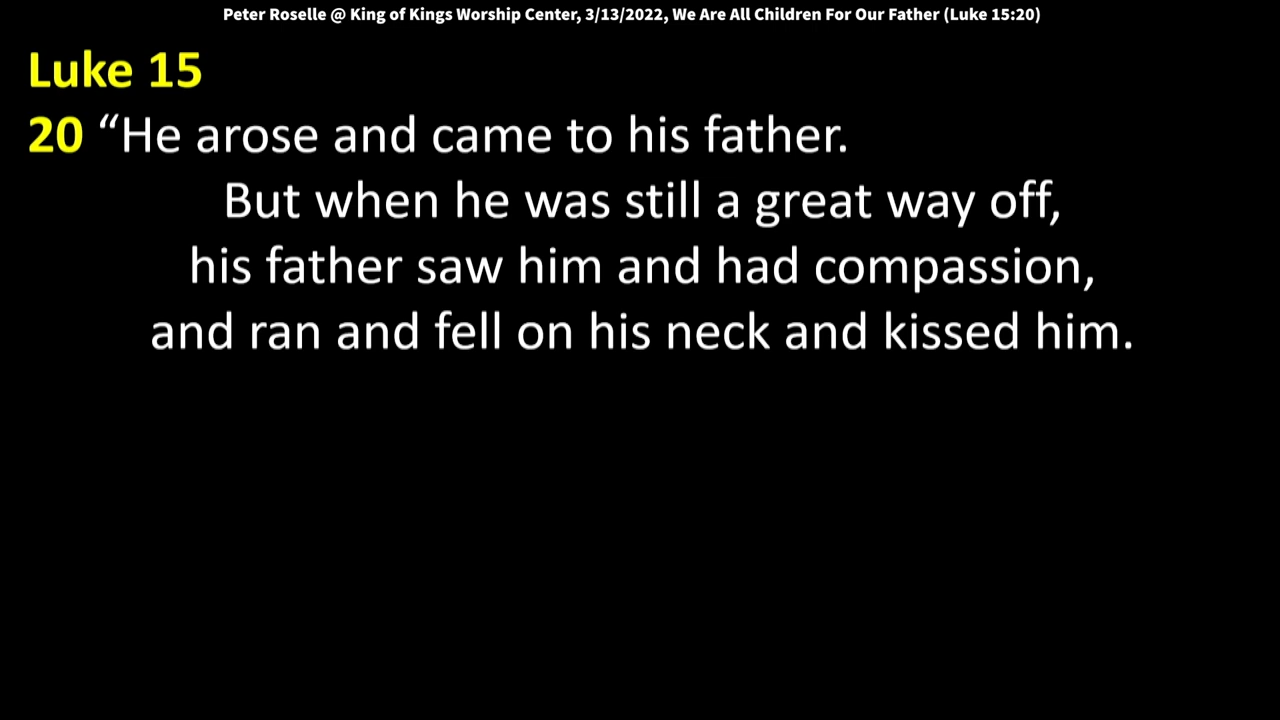 Peter Roselle @ King of Kings Worship Center, 3/13/2022, We Are All Children For Our Father (Luke 15:20)
Luke 15
20 “He arose and came to his father.
But when he was still a great way off,
his father saw him and had compassion,
and ran and fell on his neck and kissed him.